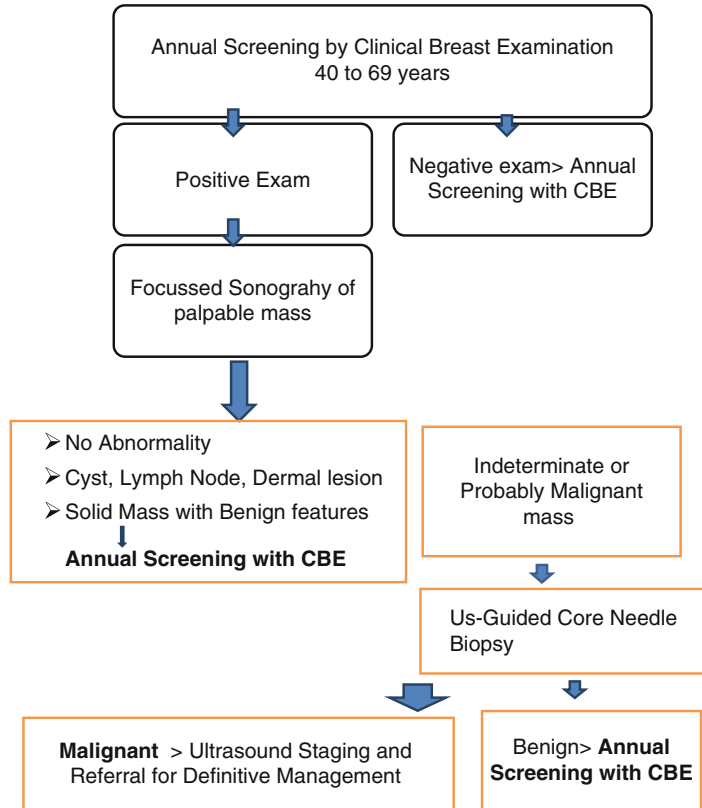 Annual Screening by Clinical Breast Examination
40 to 69 years
Positive Exam
Negative exam> Annual
Screening with CBE
Focussed Sonograhy of
palpable mass
➢ No Abnormality
➢ Cyst, Lymph Node, Dermal lesion
➢ Solid Mass with Benign features
Annual Screening with CBE
Indeterminate or
Probably Malignant
mass
Us-Guided Core Needle
Biopsy
Malignant > Ultrasound Staging and
Referral for Definitive Management
Benign> Annual
Screening with CBE